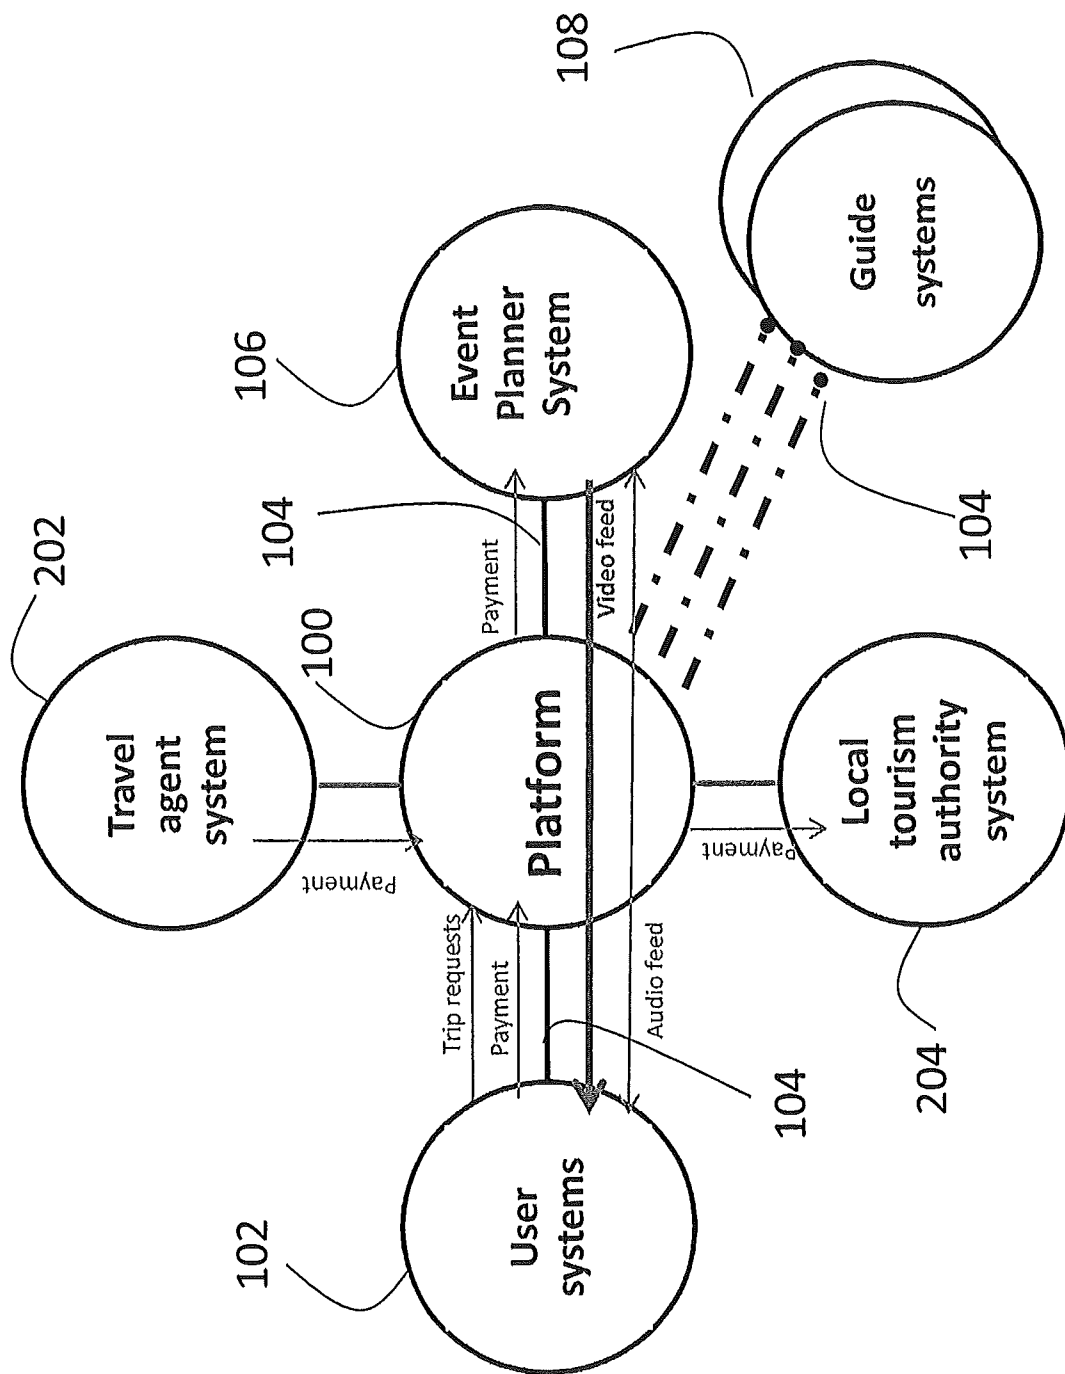 202
Travel
agent
system
Payment
100
106
104
Event
Planner
System
Payment
Video feed
Platform
102
User
systems
Trip requests
Payment
Audio feed
104
Payment
Local
tourism
authority
system
204
108
Guide
systems
104